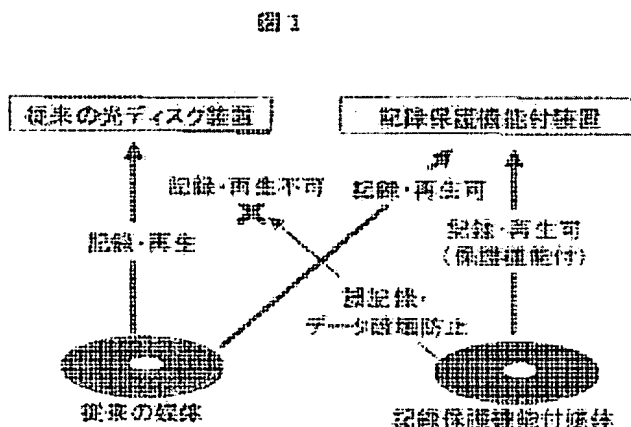 図1
従来の光ディスク装置
記録保護機能付装置
記録・再生不可
記録・再生可
記録・再生
記録・再生可
(保護機能付)
誤記録・
データ破壊防止
従来の媒体
記録保護機能付媒体